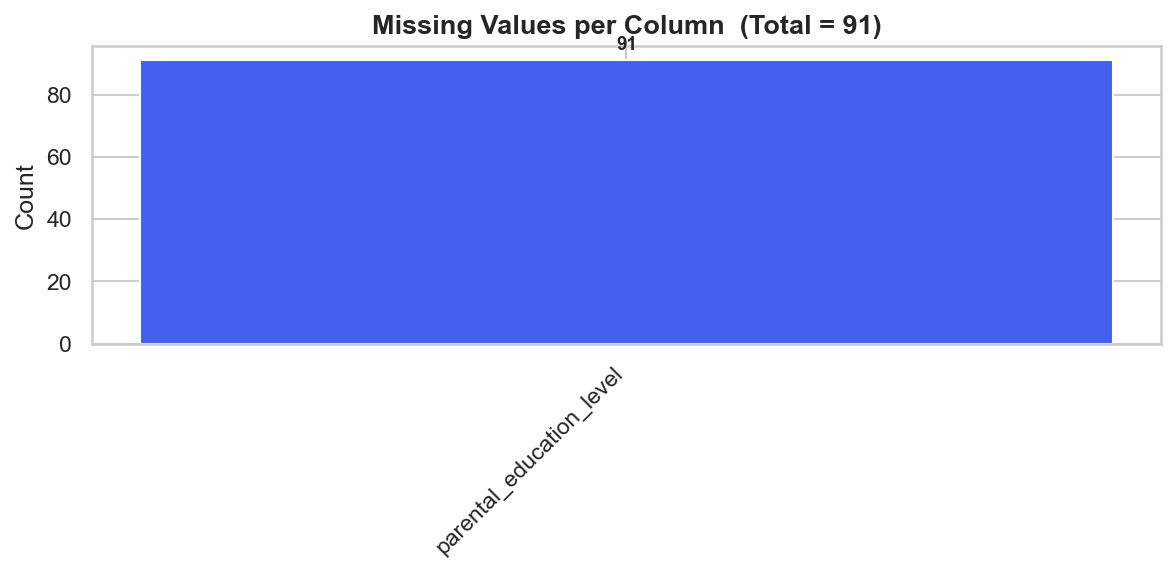 Missing Values per Column  (Total = 91)
91
80
60
40
20
0
Count
parental_education_level